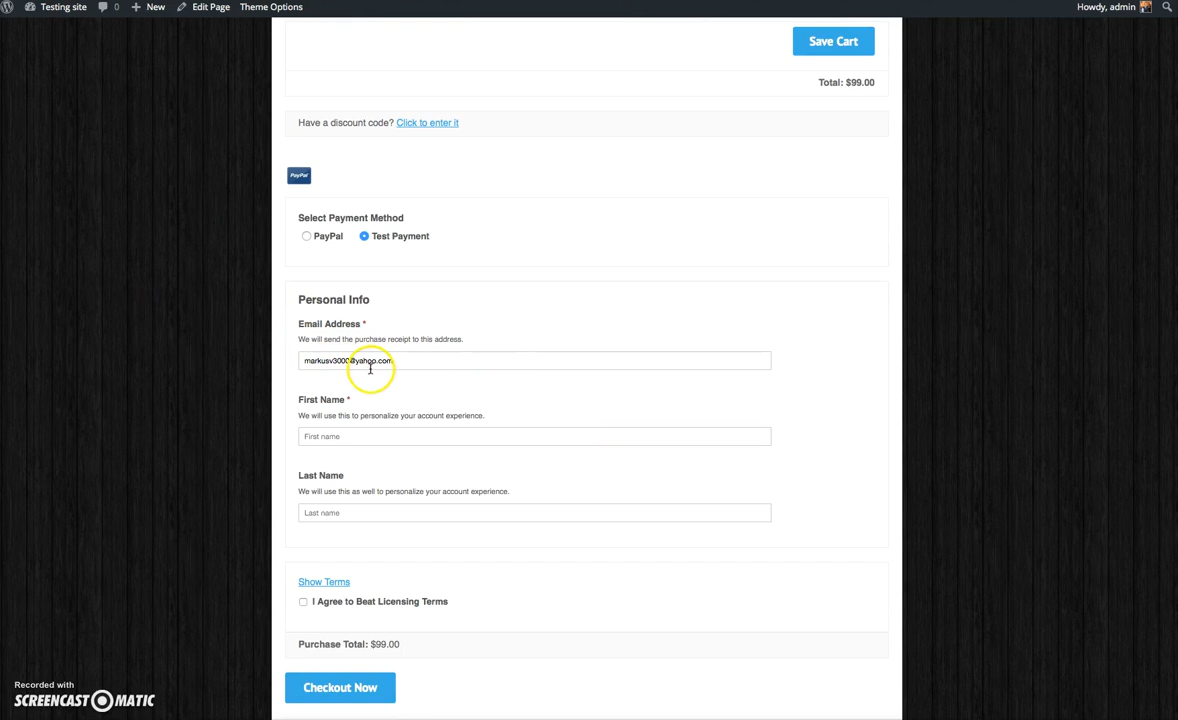 Testing site 0 New Edit Page Theme Options Howdy, admin
Save Cart
Total: $99.00
Have a discount code? Click to enter it
PayPal
Select Payment Method
PayPal Test Payment
Personal Info
Email Address *
We will send the purchase receipt to this address.
markusv3000@yahoo.com
First Name *
We will use this to personalize your account experience.
First name
Last Name
We will use this as well to personalize your account experience.
Last name
Show Terms
I Agree to Beat Licensing Terms
Purchase Total: $99.00
Checkout Now
Recorded with
SCREENCAST-O-MATIC